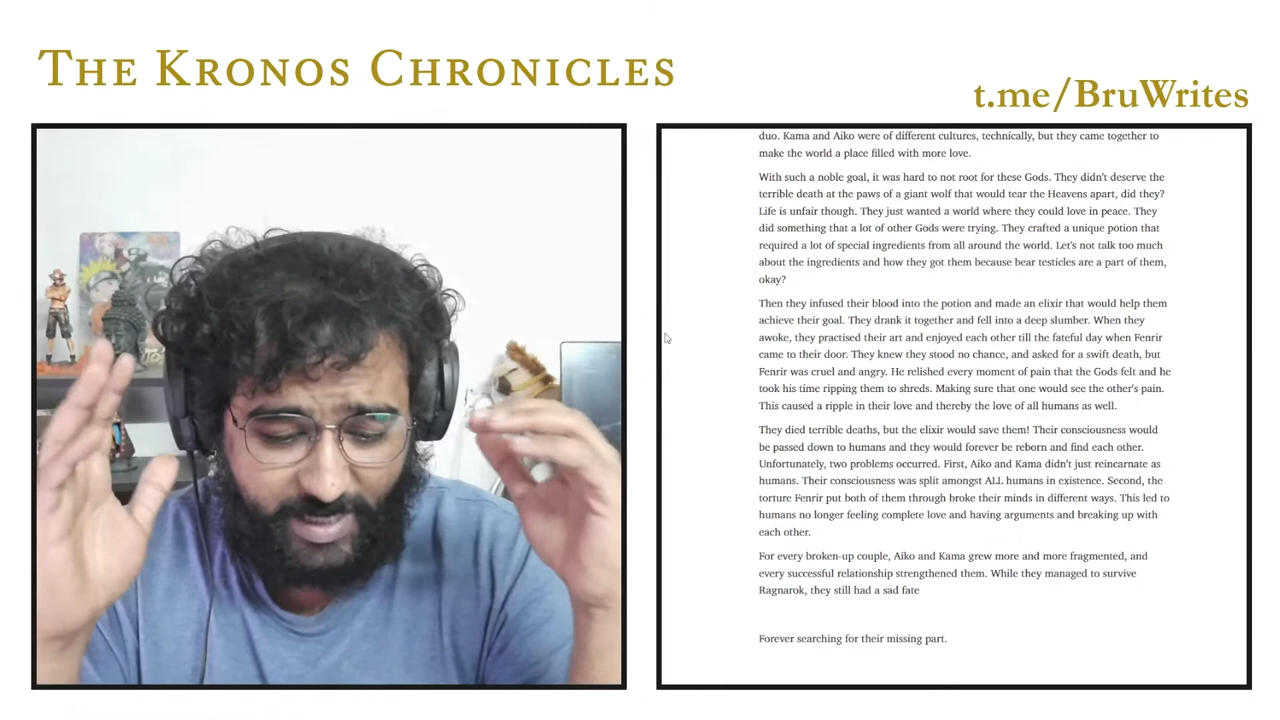 The Kronos Chronicles
t.me/BruWrites
duo. Kama and Aiko were of different cultures, technically, but they came together to
make the world a place filled with more love.
With such a noble goal, it was hard to not root for these Gods. They didn't deserve the
terrible death at the paws of a giant wolf that would tear the Heavens apart, did they?
Life is unfair though. They just wanted a world where they could love in peace. They
did something that a lot of other Gods were trying. They crafted a unique potion that
required a lot of special ingredients from all around the world. Let's not talk too much
about the ingredients and how they got them because bear testicles are a part of them,
okay?
Then they infused their blood into the potion and made an elixir that would help them
achieve their goal. They drank it together and fell into a deep slumber. When they
awoke, they practised their art and enjoyed each other till the fateful day when Fenrir
came to their door. They knew they stood no chance, and asked for a swift death, but
Fenrir was cruel and angry. He relished every moment of pain that the Gods felt and he
took his time ripping them to shreds. Making sure that one would see the other's pain.
This caused a ripple in their love and thereby the love of all humans as well.
They died terrible deaths, but the elixir would save them! Their consciousness would
be passed down to humans and they would forever be reborn and find each other.
Unfortunately, two problems occurred. First, Aiko and Kama didn't just reincarnate as
humans. Their consciousness was split amongst ALL humans in existence. Second, the
torture Fenrir put both of them through broke their minds in different ways. This led to
humans no longer feeling complete love and having arguments and breaking up with
each other.
For every broken-up couple, Aiko and Kama grew more and more fragmented, and
every successful relationship strengthened them. While they managed to survive
Ragnarok, they still had a sad fate
Forever searching for their missing part.